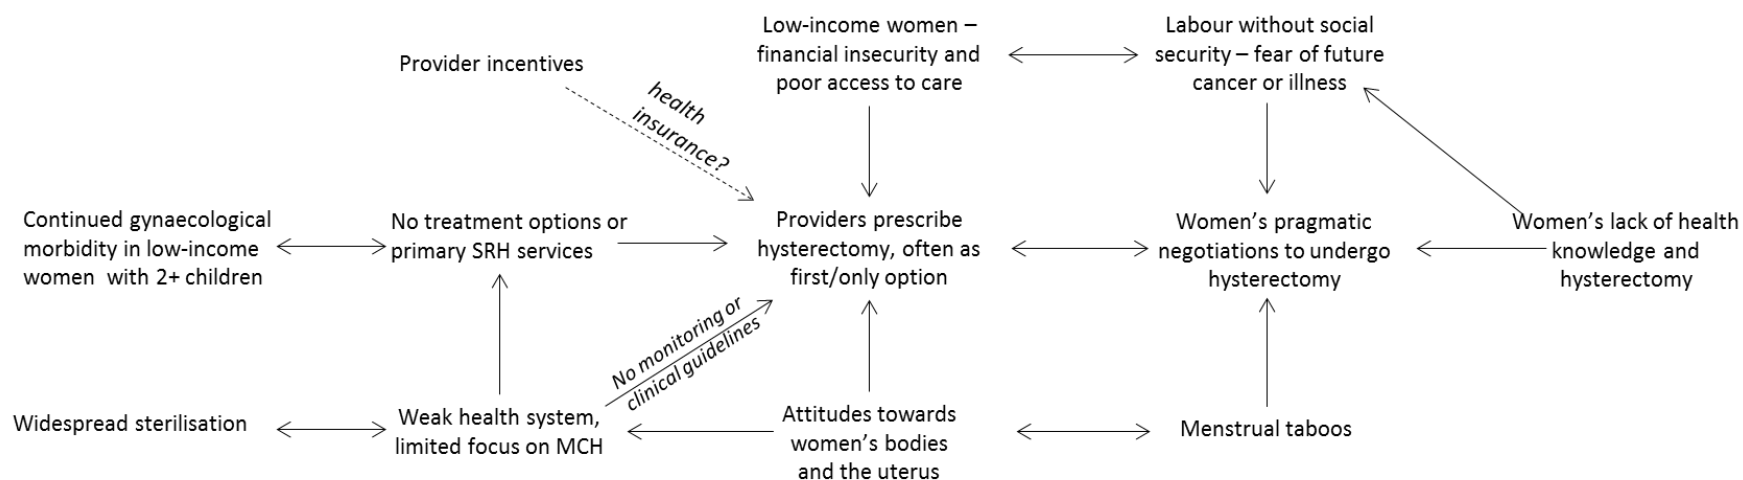 Low-income women –
financial insecurity and
poor access to care
Labour without social
security – fear of future
cancer or illness
Provider incentives
health
insurance?
Continued gynaecological
morbidity in low-income
women with 2+ children
No treatment options or
primary SRH services
Providers prescribe
hysterectomy, often as
first/only option
Women’s pragmatic
negotiations to undergo
hysterectomy
Women’s lack of health
knowledge and
hysterectomy
No monitoring or
clinical guidelines
Widespread sterilisation
Weak health system,
limited focus on MCH
Attitudes towards
women’s bodies
and the uterus
Menstrual taboos